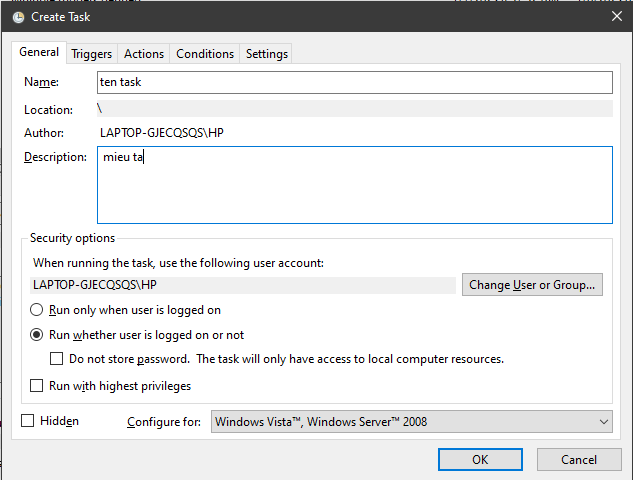 Create Task
General Triggers Actions Conditions Settings
Name: ten task
Location: \
Author: LAPTOP-GJECQSQS\HP
Description: mieu ta
Security options
When running the task, use the following user account:
LAPTOP-GJECQSQS\HP Change User or Group...
Run only when user is logged on
Run whether user is logged on or not
Do not store password. The task will only have access to local computer resources.
Run with highest privileges
Hidden Configure for: Windows Vista™, Windows Server™ 2008
OK Cancel